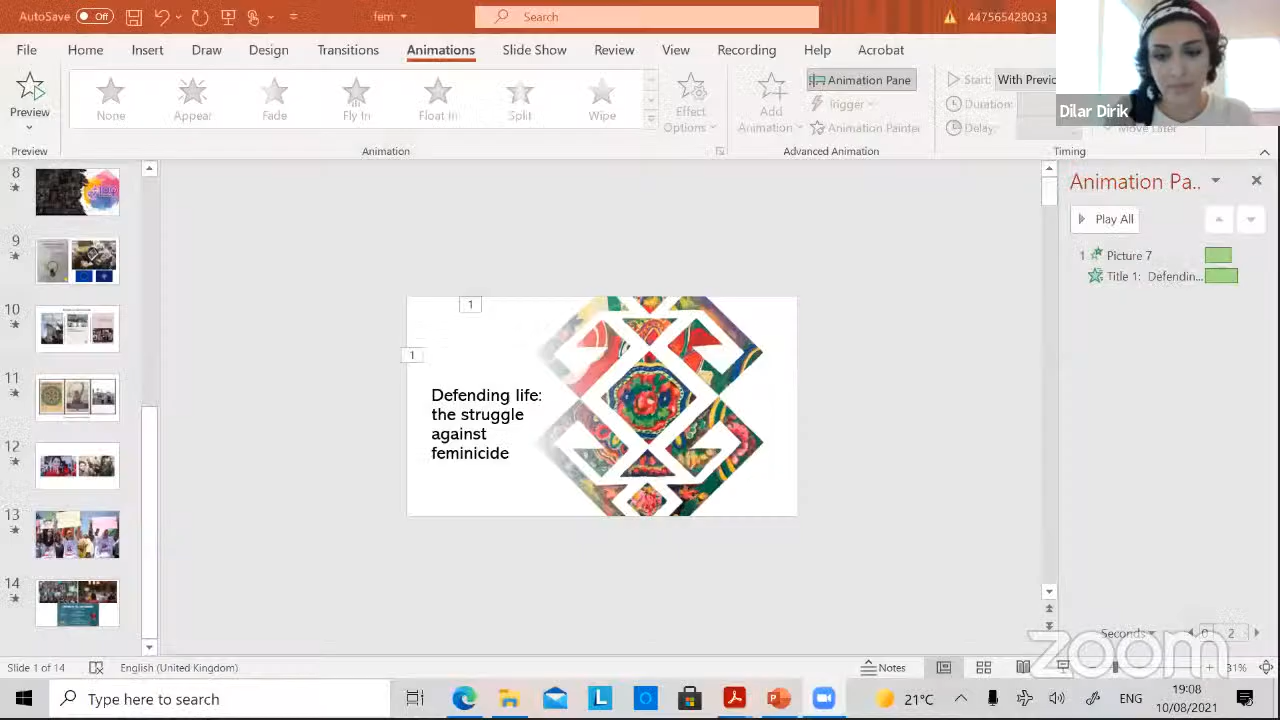 AutoSave Off
fem
Search
447565428033
File Home Insert Draw Design Transitions Animations Slide Show Review View Recording Help Acrobat
Preview
Preview
None Appear Fade Fly In Float In Split Wipe
Animation
Effect
Options
Add
Animation
Animation Pane
Trigger
Animation Painter
Advanced Animation
Start: With Previo
Duration:
Delay:
Move Later
Timing
Dilar Dirik
8
9
10
11
12
13
14
1
1
Defending life:
the struggle
against
feminicide
Animation Pa...
Play All
1 Picture 7
Title 1: Defendin...
Seconds 0 2
zoom
Slide 1 of 14
English (United Kingdom)
Notes
31%
Type here to search
21°C
ENG
19:08
10/08/2021